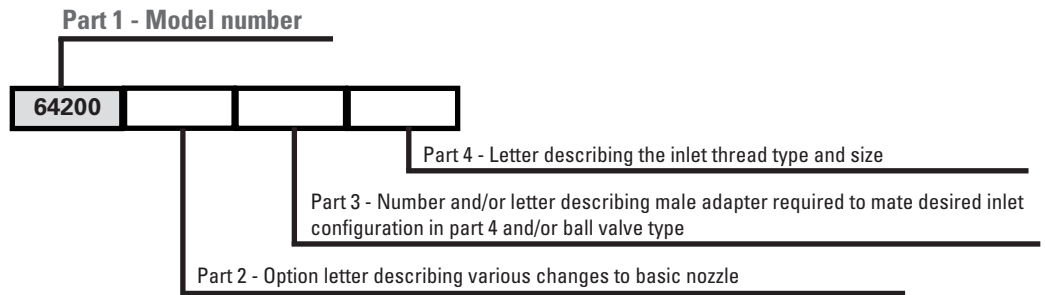 Part 1 - Model number
64200
Part 4 - Letter describing the inlet thread type and size
Part 3 - Number and/or letter describing male adapter required to mate desired inlet
configuration in part 4 and/or ball valve type
Part 2 - Option letter describing various changes to basic nozzle